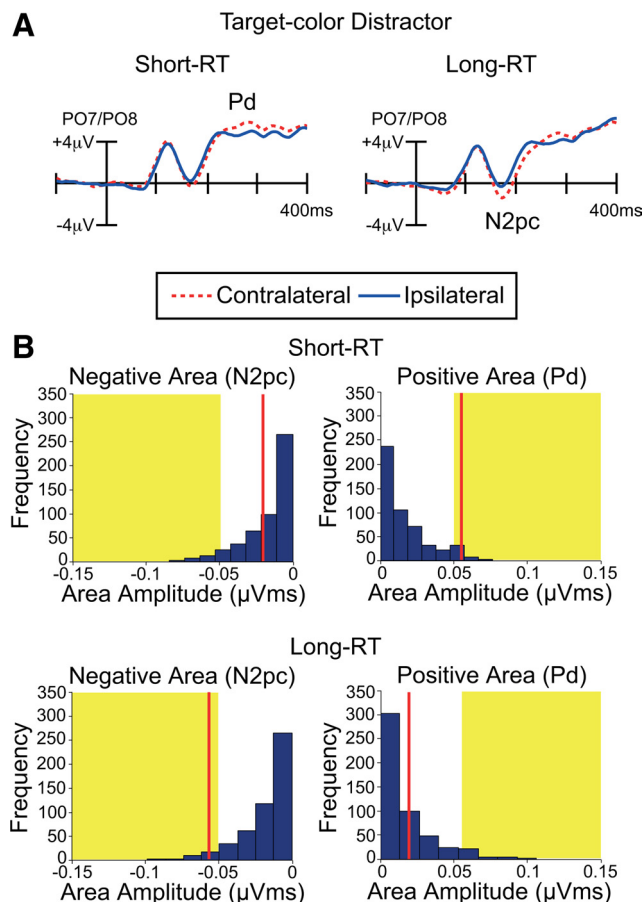 A
Target-color Distractor
Short-RT
Long-RT
PO7/PO8
Pd
+4µV
-4µV
400ms
PO7/PO8
+4µV
-4µV
N2pc
400ms
Contralateral
Ipsilateral
B
Short-RT
Negative Area (N2pc)
Frequency
350
300
250
200
150
100
50
0
-0.15
-0.1
-0.05
0
Area Amplitude (µVms)
Positive Area (Pd)
Frequency
350
300
250
200
150
100
50
0
0
0.05
0.1
0.15
Area Amplitude (µVms)
Long-RT
Negative Area (N2pc)
Frequency
350
300
250
200
150
100
50
0
-0.15
-0.1
-0.05
0
Area Amplitude (µVms)
Positive Area (Pd)
Frequency
350
300
250
200
150
100
50
0
0
0.05
0.1
0.15
Area Amplitude (µVms)